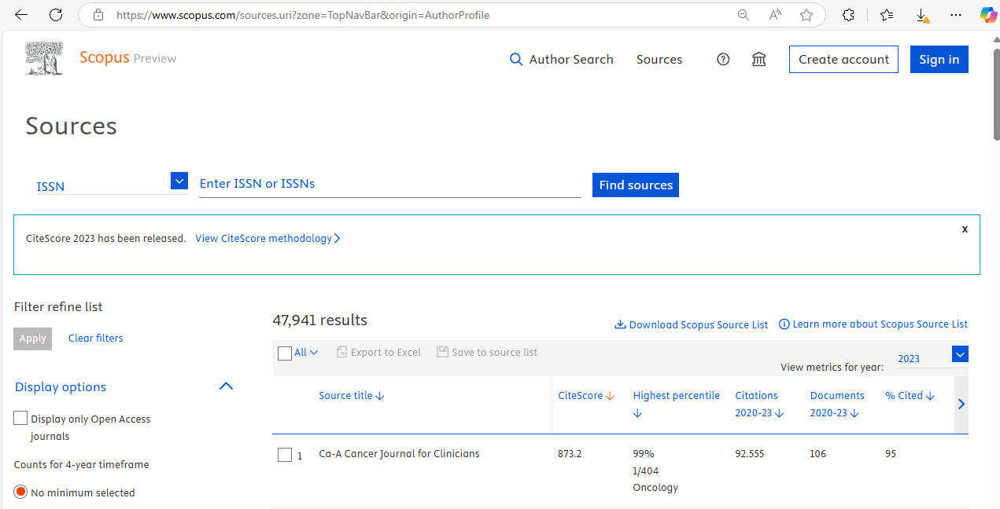 https://www.scopus.com/sources.uri?zone=TopNavBar&origin=AuthorProfile
Scopus Preview
Author Search
Sources
Create account
Sign in
Sources
ISSN
Enter ISSN or ISSNs
Find sources
CiteScore 2023 has been released. View CiteScore methodology
x
Filter refine list
Apply
Clear filters
Display options
Display only Open Access
journals
Counts for 4-year timeframe
No minimum selected
47,941 results
Download Scopus Source List
Learn more about Scopus Source List
All
Export to Excel
Save to source list
View metrics for year:
2023
Source title
CiteScore
Highest percentile
Citations
2020-23
Documents
2020-23
% Cited
1
Ca-A Cancer Journal for Clinicians
873.2
99%
1/404
Oncology
92.555
106
95